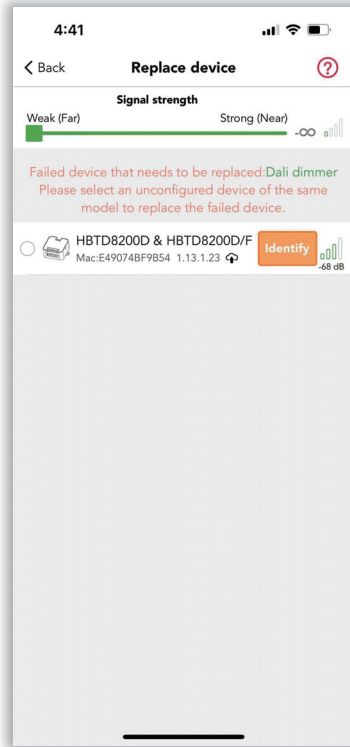 4:41
Back Replace device ?
Signal strength
Weak (Far) Strong (Near)
-∞
Failed device that needs to be replaced:Dali dimmer
Please select an unconfigured device of the same
model to replace the failed device.
HBTD8200D & HBTD8200D/F Identify
Mac:E49074BF9B54 1.13.1.23
-68 dB